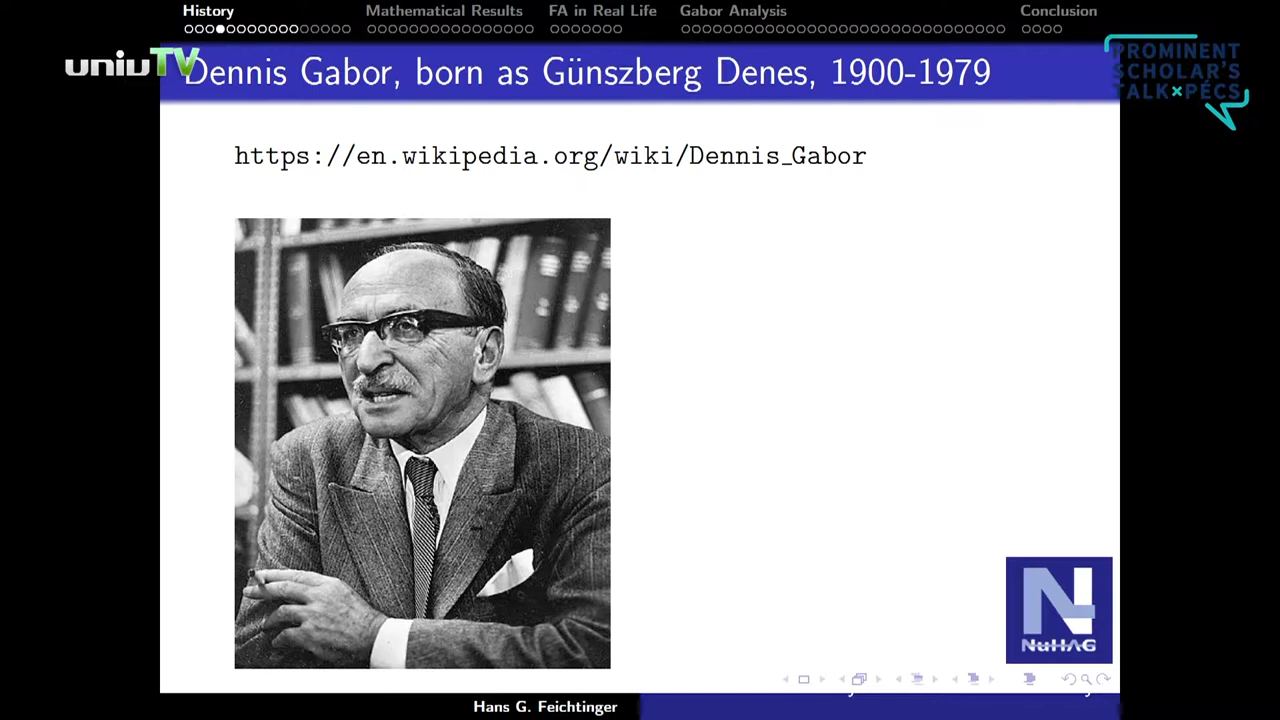 History Mathematical Results FA in Real Life Gabor Analysis Conclusion
uniuTV
PROMINENT
SCHOLAR'S
TALK×PÉCS
Dennis Gabor, born as Günszberg Denes, 1900-1979
https://en.wikipedia.org/wiki/Dennis_Gabor
N
NuHAG
Hans G. Feichtinger